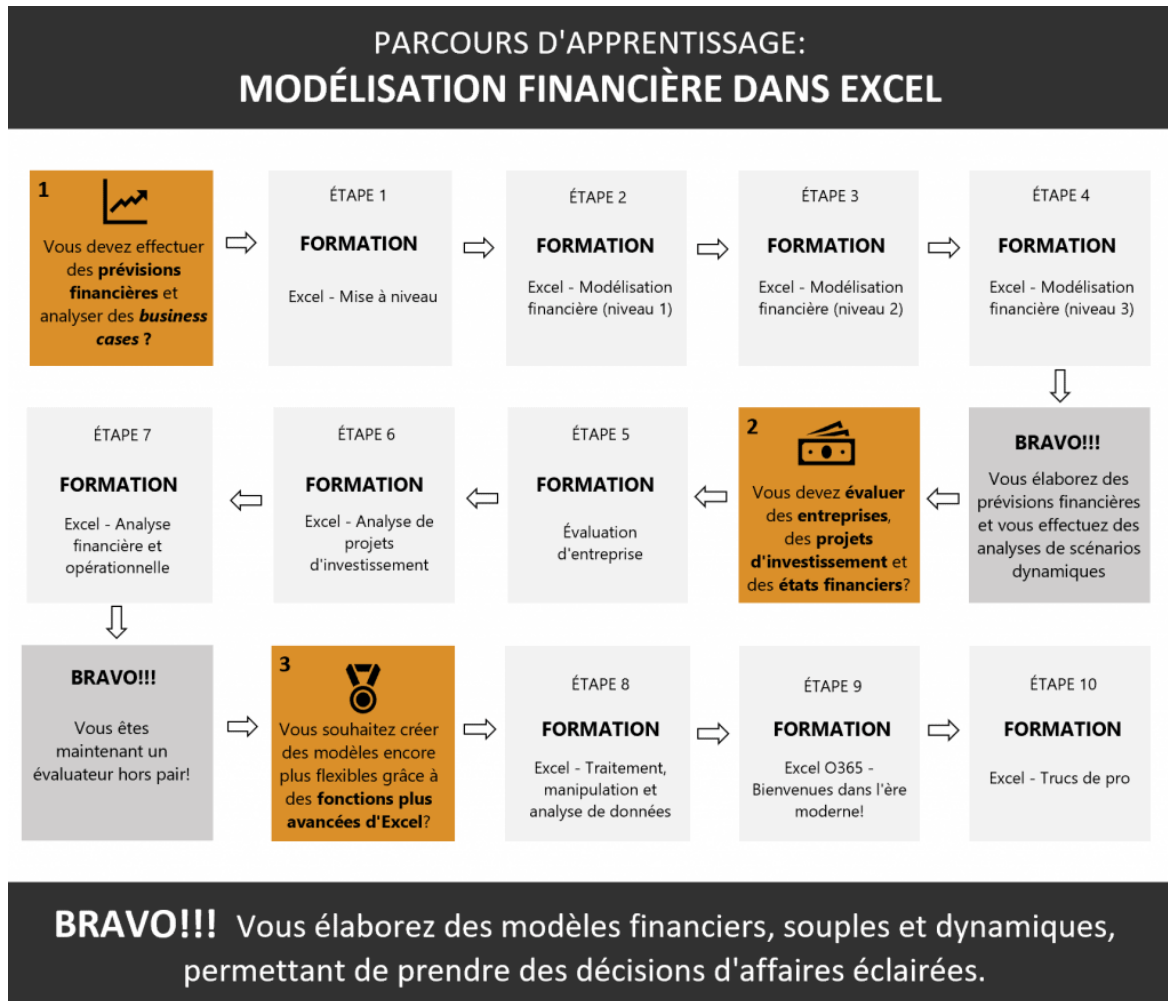 PARCOURS D'APPRENTISSAGE:
MODÉLISATION FINANCIÈRE DANS EXCEL
1
Vous devez effectuer
des prévisions
financières et
analyser des business
cases ?
ÉTAPE 1
FORMATION
Excel - Mise à niveau
ÉTAPE 2
FORMATION
Excel - Modélisation
financière (niveau 1)
ÉTAPE 3
FORMATION
Excel - Modélisation
financière (niveau 2)
ÉTAPE 4
FORMATION
Excel - Modélisation
financière (niveau 3)
BRAVO!!!
Vous élaborez des
prévisions financières
et vous effectuez des
analyses de scénarios
dynamiques
2
Vous devez évaluer
des entreprises,
des projets
d'investissement et
des états financiers?
ÉTAPE 5
FORMATION
Évaluation
d'entreprise
ÉTAPE 6
FORMATION
Excel - Analyse de
projets
d'investissement
ÉTAPE 7
FORMATION
Excel - Analyse
financière et
opérationnelle
BRAVO!!!
Vous êtes
maintenant un
évaluateur hors pair!
3
Vous souhaitez créer
des modèles encore
plus flexibles grâce à
des fonctions plus
avancées d'Excel?
ÉTAPE 8
FORMATION
Excel - Traitement,
manipulation et
analyse de données
ÉTAPE 9
FORMATION
Excel O365 -
Bienvenues dans l'ère
moderne!
ÉTAPE 10
FORMATION
Excel - Trucs de pro
BRAVO!!! Vous élaborez des modèles financiers, souples et dynamiques,
permettant de prendre des décisions d'affaires éclairées.